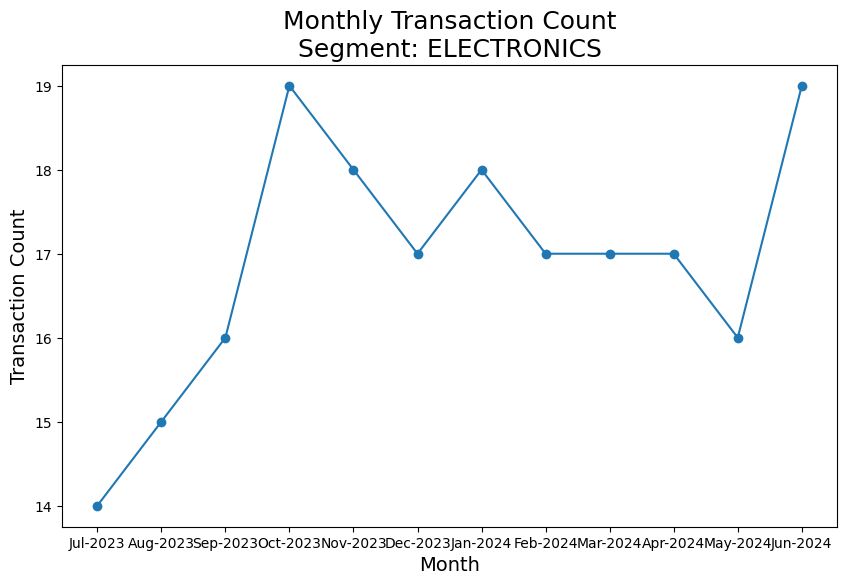 Monthly Transaction Count
Segment: ELECTRONICS
Transaction Count
19
18
17
16
15
14
Jul-2023 Aug-2023 Sep-2023 Oct-2023 Nov-2023 Dec-2023 Jan-2024 Feb-2024 Mar-2024 Apr-2024 May-2024 Jun-2024
Month